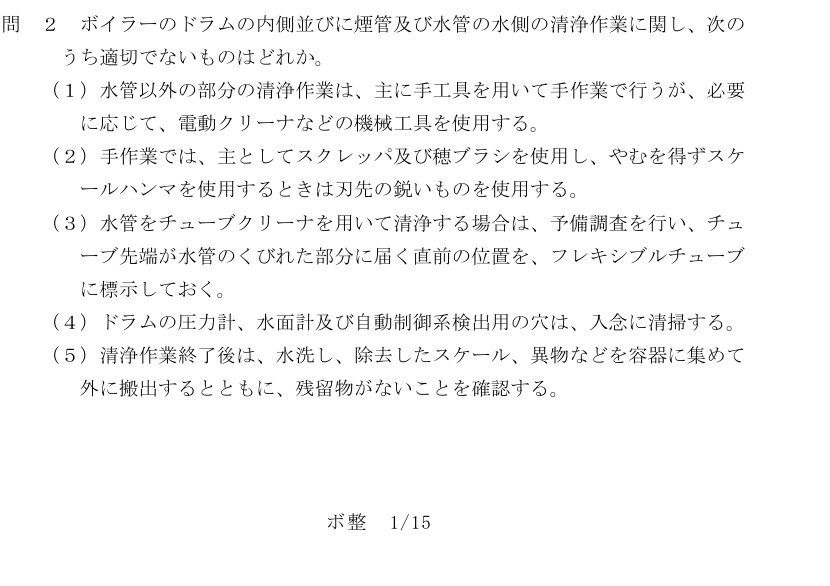 問　２　ボイラーのドラムの内側並びに煙管及び水管の水側の清浄作業に関し、次の
うち適切でないものはどれか。
（１）水管以外の部分の清浄作業は、主に手工具を用いて手作業で行うが、必要
に応じて、電動クリーナなどの機械工具を使用する。
（２）手作業では、主としてスクレッパ及び穂ブラシを使用し、やむを得ずスケ
ールハンマを使用するときは刃先の鋭いものを使用する。
（３）水管をチューブクリーナを用いて清浄する場合は、予備調査を行い、チュ
ーブ先端が水管のくびれた部分に届く直前の位置を、フレキシブルチューブ
に標示しておく。
（４）ドラムの圧力計、水面計及び自動制御系検出用の穴は、入念に清掃する。
（５）清浄作業終了後は、水洗し、除去したスケール、異物などを容器に集めて
外に搬出するとともに、残留物がないことを確認する。
ボ整　1/15